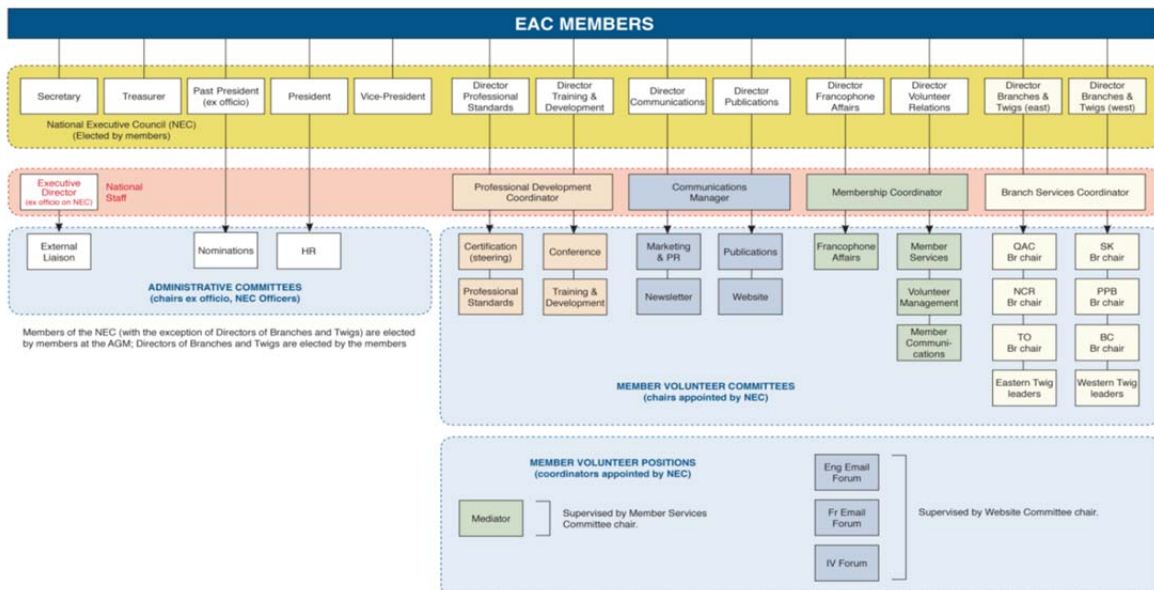 EAC MEMBERS
Secretary
Treasurer
Past President
(ex officio)
President
Vice-President
Director
Professional
Standards
Director
Training &
Development
Director
Communications
Director
Publications
Director
Francophone
Affairs
Director
Volunteer
Relations
Director
Branches &
Twigs (east)
Director
Branches &
Twigs (west)
National Executive Council (NEC)
(Elected by members)
Executive
Director
(ex officio on NEC)
National
Staff
Professional Development
Coordinator
Communications
Manager
Membership Coordinator
Branch Services Coordinator
External
Liaison
Nominations
HR
ADMINISTRATIVE COMMITTEES
(chairs ex officio, NEC Officers)
Members of the NEC (with the exception of Directors of Branches and Twigs) are elected
by members at the AGM; Directors of Branches and Twigs are elected by the members
Certification
(steering)
Conference
Marketing
& PR
Publications
Francophone
Affairs
Member
Services
QAC
Br chair
SK
Br chair
Professional
Standards
Training &
Development
Newsletter
Website
Volunteer
Management
NCR
Br chair
PPB
Br chair
Member
Communi-
cations
TO
Br chair
BC
Br chair
Eastern Twig
leaders
Western Twig
leaders
MEMBER VOLUNTEER COMMITTEES
(chairs appointed by NEC)
MEMBER VOLUNTEER POSITIONS
(coordinators appointed by NEC)
Mediator
Supervised by Member Services
Committee chair.
Eng Email
Forum
Fr Email
Forum
IV Forum
Supervised by Website Committee chair.